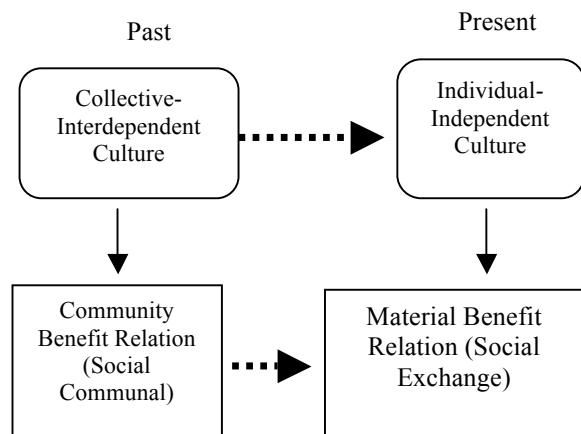 Past
Present
Collective-
Interdependent
Culture
Individual-
Independent
Culture
Community
Benefit Relation
(Social
Communal)
Material Benefit
Relation (Social
Exchange)